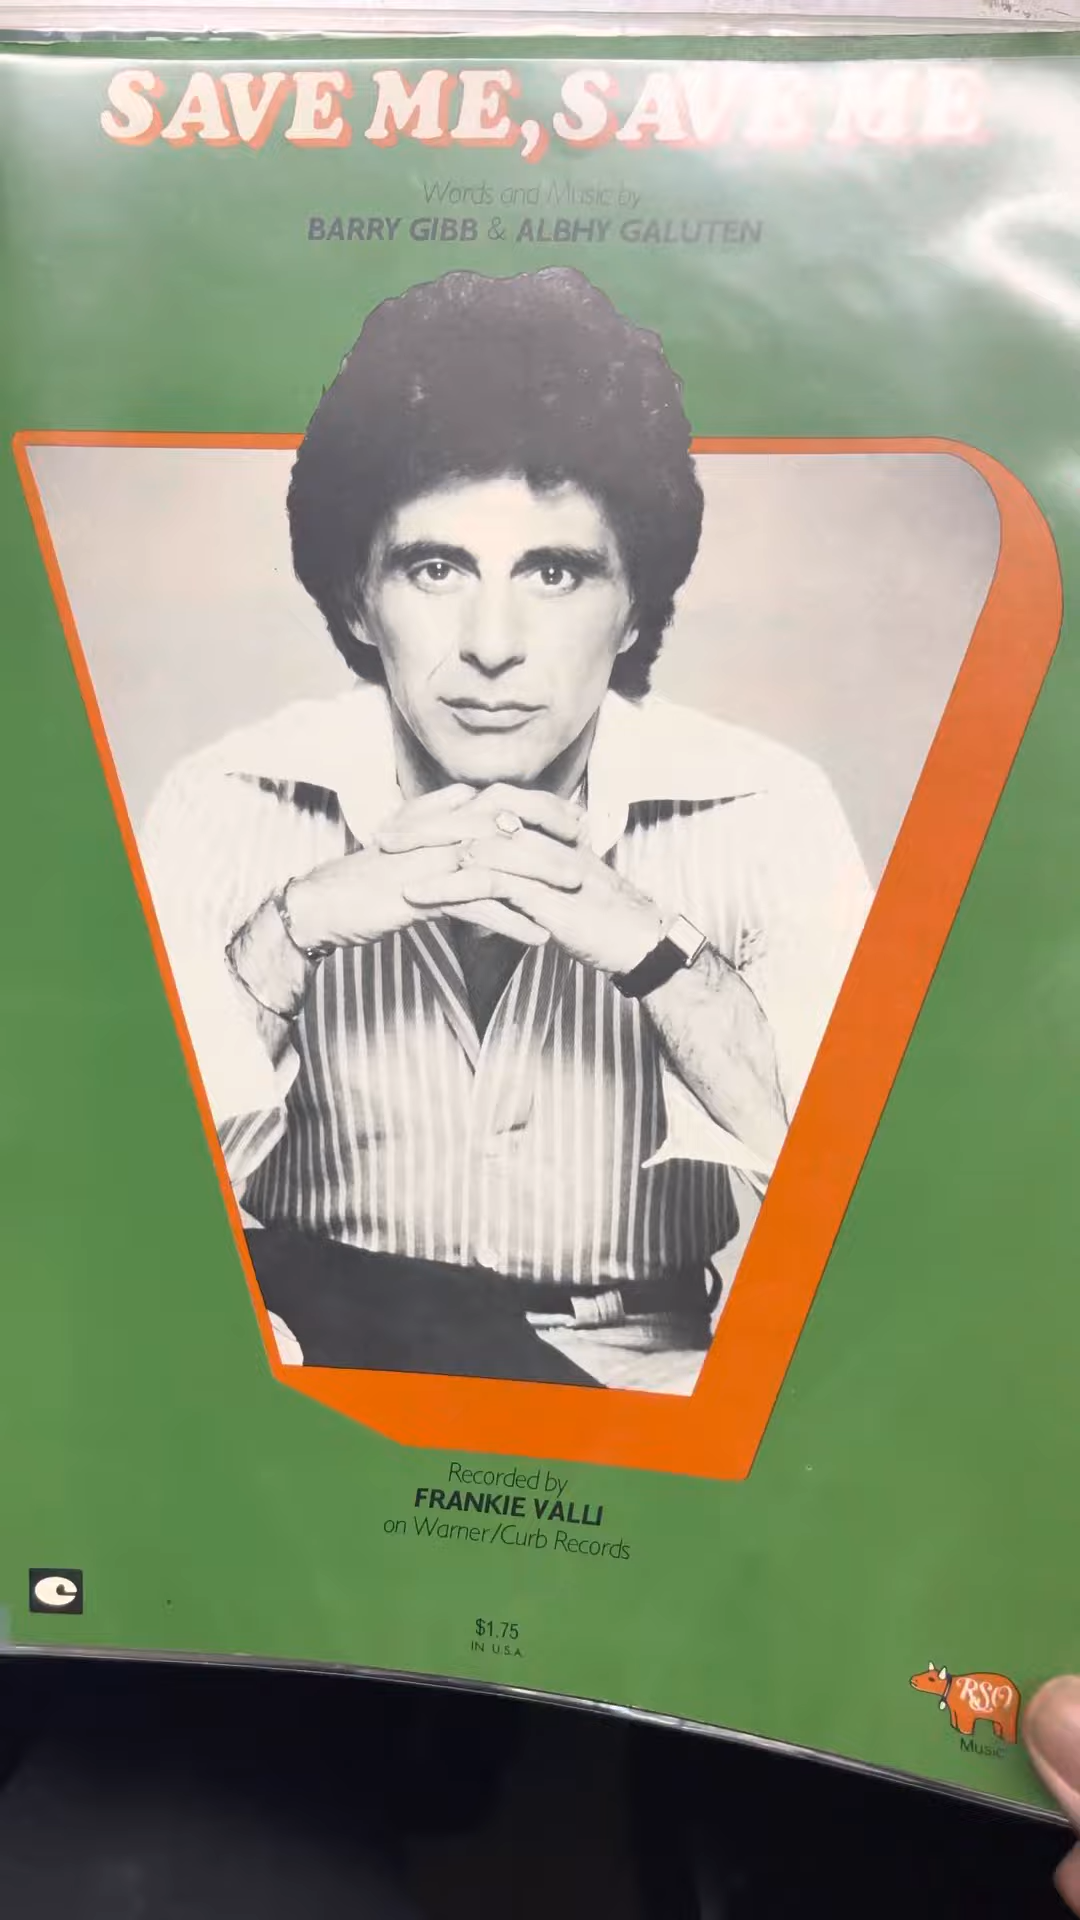 SAVE ME, SAVE ME
Words and Music by
BARRY GIBB & ALBHY GALUTEN
Recorded by
FRANKIE VALLI
on Warner/Curb Records
$1.75
IN U.S.A.
RSO
Music